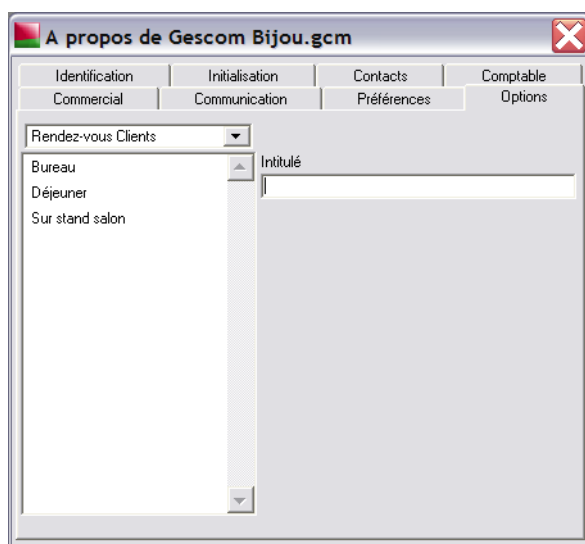 A propos de Gescom Bijou.gcm
Identification Initialisation Contacts Comptable
Commercial Communication Préférences Options
Rendez-vous Clients
Intitulé
Bureau
Déjeuner
Sur stand salon